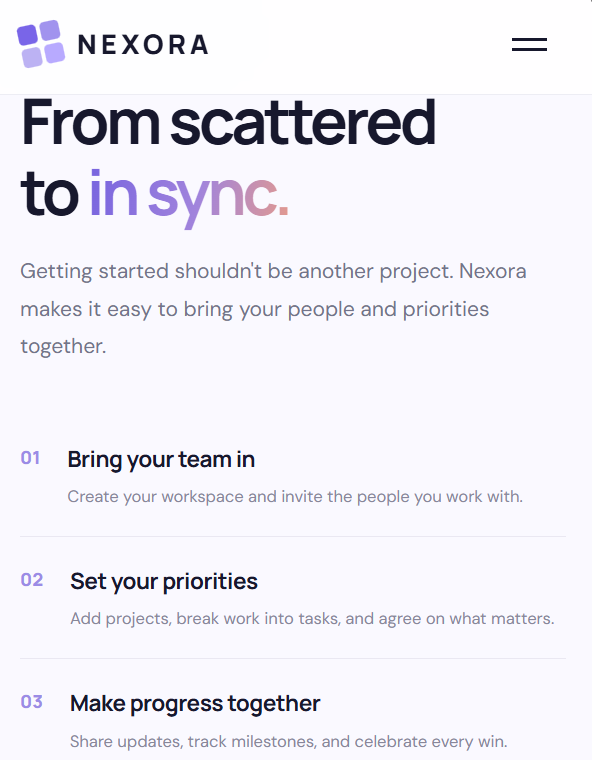 NEXORA
From scattered
to in sync.
Getting started shouldn't be another project. Nexora
makes it easy to bring your people and priorities
together.
01 Bring your team in
Create your workspace and invite the people you work with.
02 Set your priorities
Add projects, break work into tasks, and agree on what matters.
03 Make progress together
Share updates, track milestones, and celebrate every win.